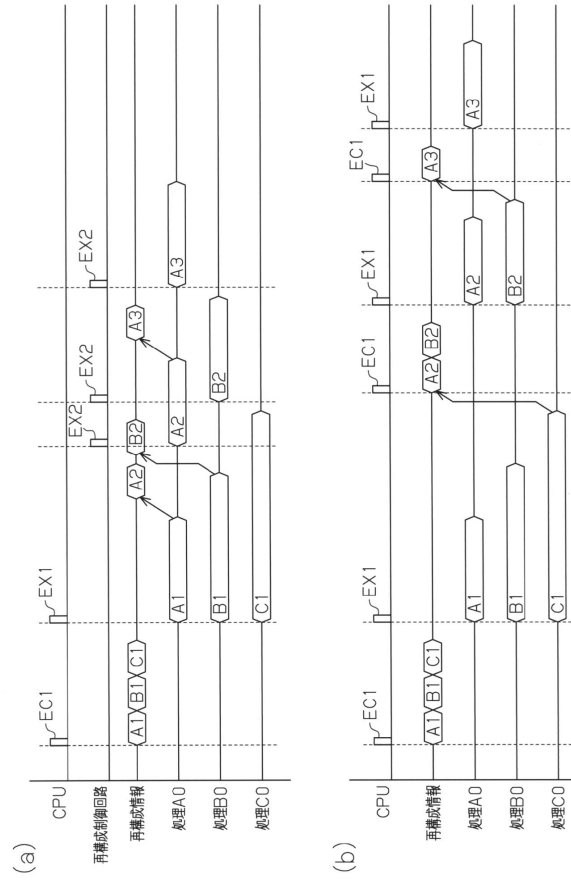 (a)
CPU
EC1
EX1
再構成制御回路
EX2
EX2
EX2
再構成情報
A1
B1
C1
A2
B2
A3
処理A0
A1
A2
A3
処理B0
B1
B2
処理C0
C1
(b)
CPU
EC1
EX1
EC1
EX1
EC1
EX1
再構成情報
A1
B1
C1
A2
B2
A3
処理A0
A1
A2
A3
処理B0
B1
B2
処理C0
C1